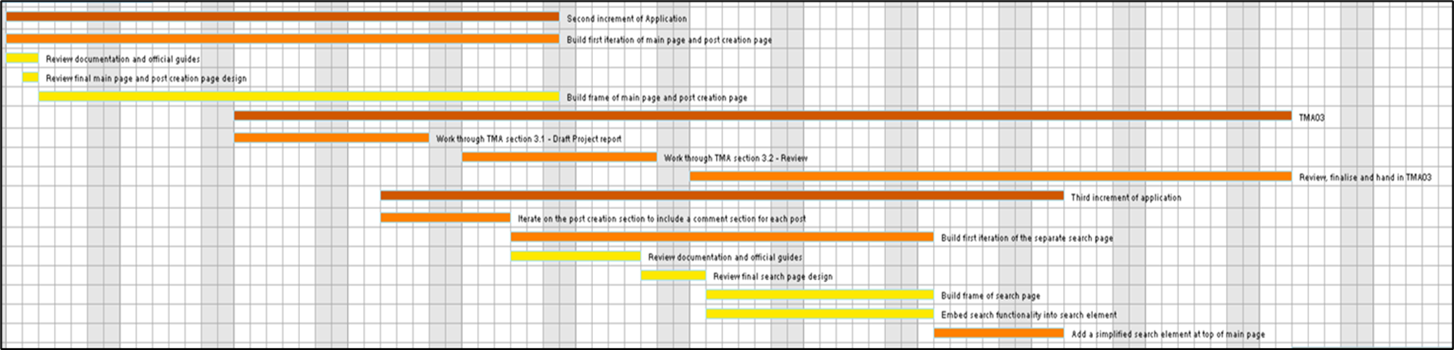 Second increment of Application
Build first iteration of main page and post creation page
Review documentation and official guides
Review final main page and post creation page design
Build frame of main page and post creation page
TMA03
Work through TMA section 3.1 - Draft Project report
Work through TMA section 3.2 - Review
Review, finalise and hand in TMA03
Third increment of application
Iterate on the post creation section to include a comment section for each post
Build first iteration of the separate search page
Review documentation and official guides
Review final search page design
Build frame of search page
Embed search functionality into search element
Add a simplified search element at top of main page